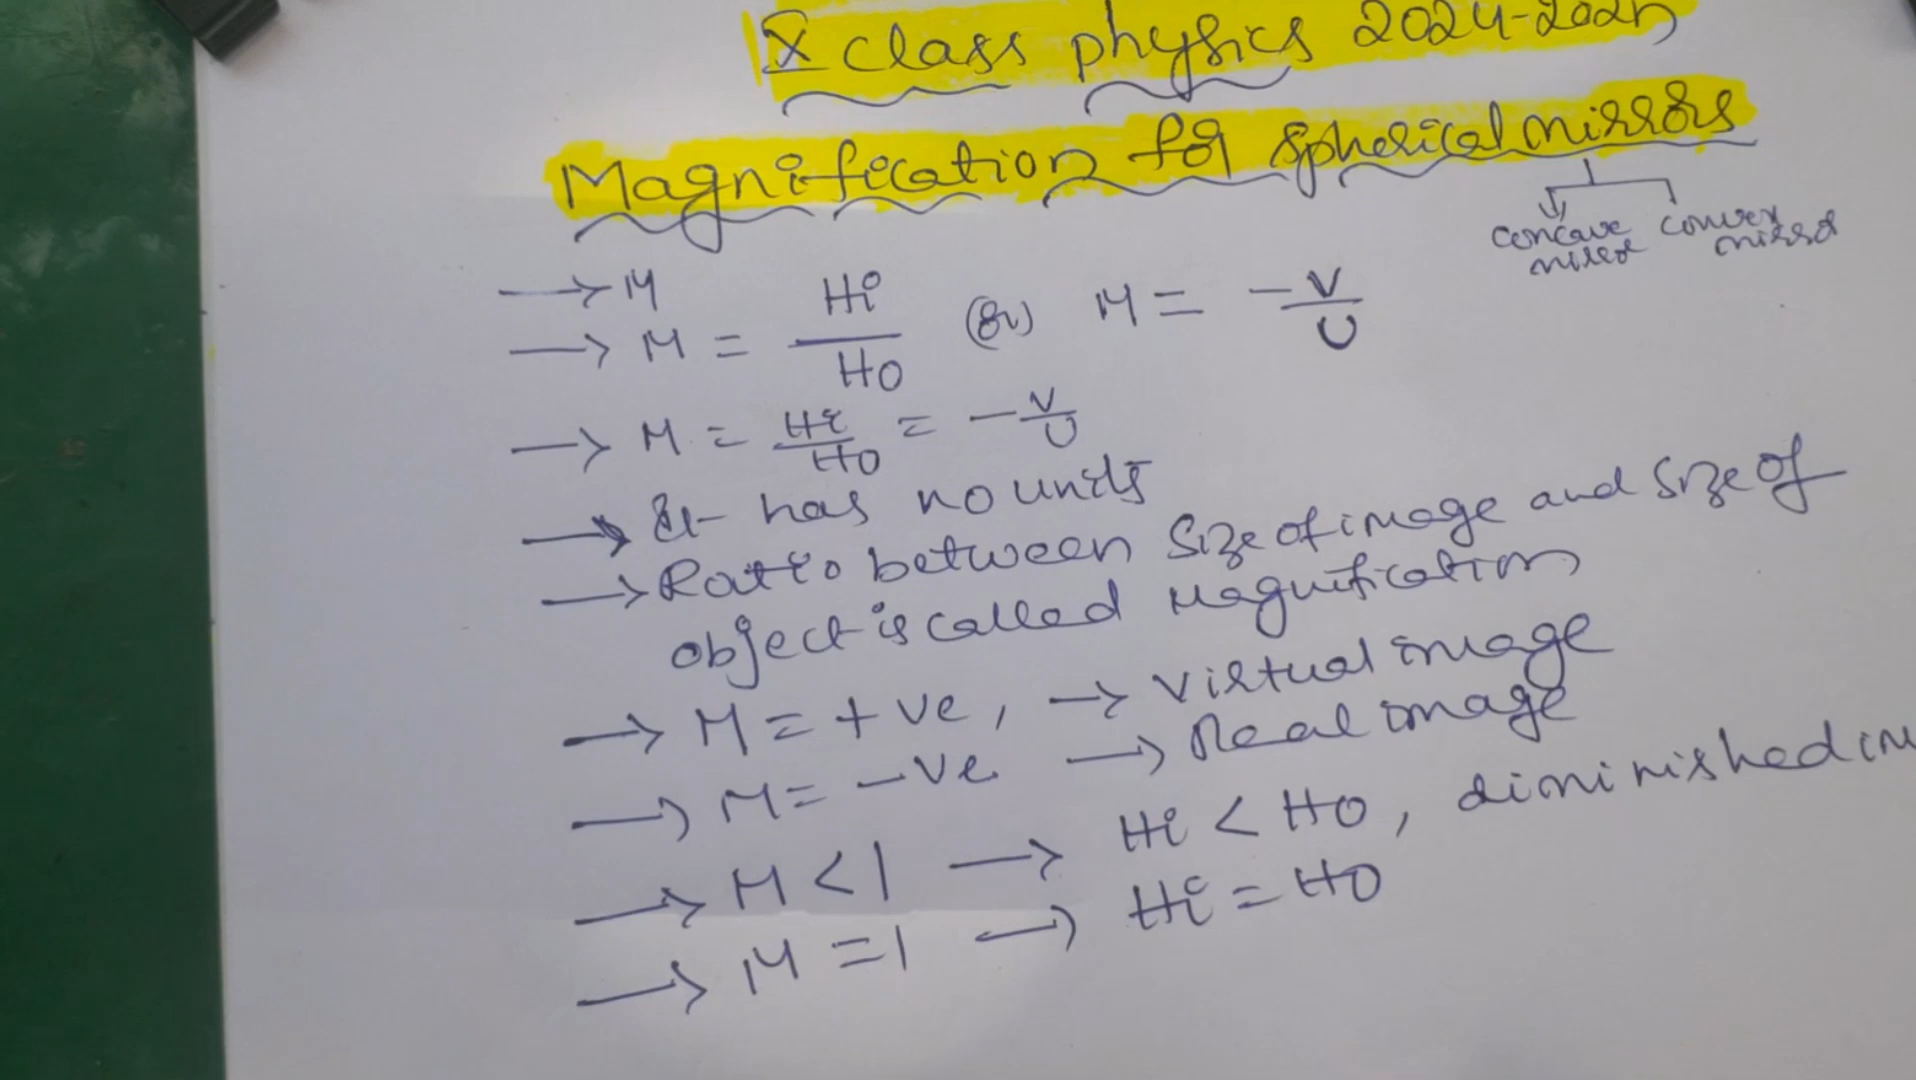 X class physics 2024-2025
Magnification for spherical mirrors
concave mirror convex mirror
→ M
→ M = Hi/HO (or) M = -V/U
→ M = Hi/HO = -V/U
→ It has no units
→ Ratio between Size of image and Size of
object is called Magnification
→ M = +ve, → Virtual image
→ M = -ve → Real image
→ M < 1 → Hi < HO, diminished im
→ M = 1 → Hi = HO